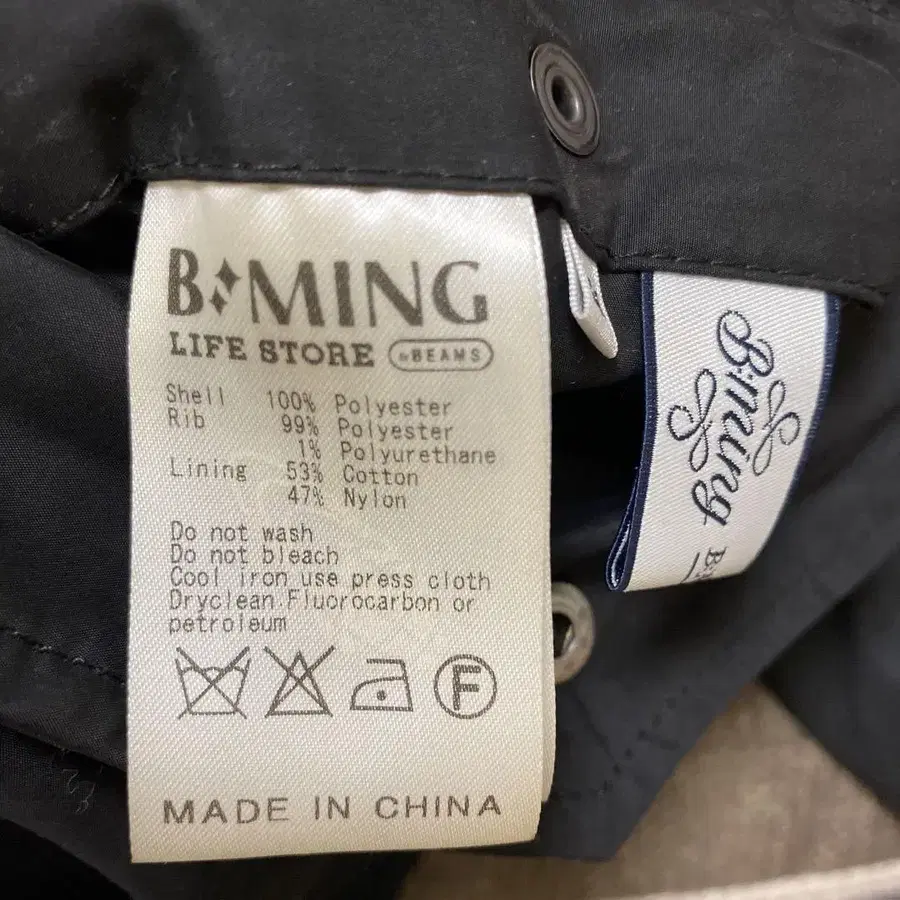 B MING
LIFE STORE by BEAMS
Shell 100% Polyester
Rib 99% Polyester
1% Polyurethane
Lining 53% Cotton
47% Nylon
Do not wash
Do not bleach
Cool iron use press cloth
Dryclean.Fluorocarbon or
petroleum
F
MADE IN CHINA
B:ming